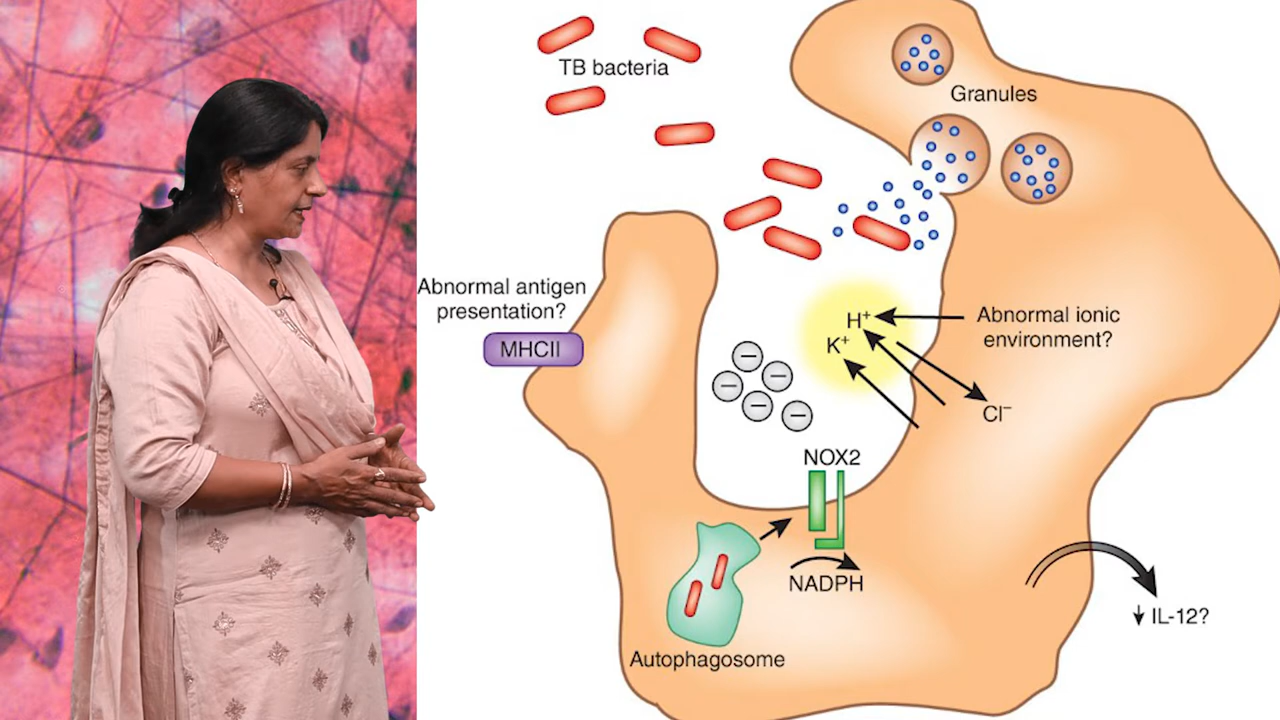 TB bacteria
Granules
Abnormal antigen
presentation?
MHCII
H⁺
K⁺
Abnormal ionic
environment?
Cl⁻
− − − − −
NOX2
NADPH
Autophagosome
↓ IL-12?